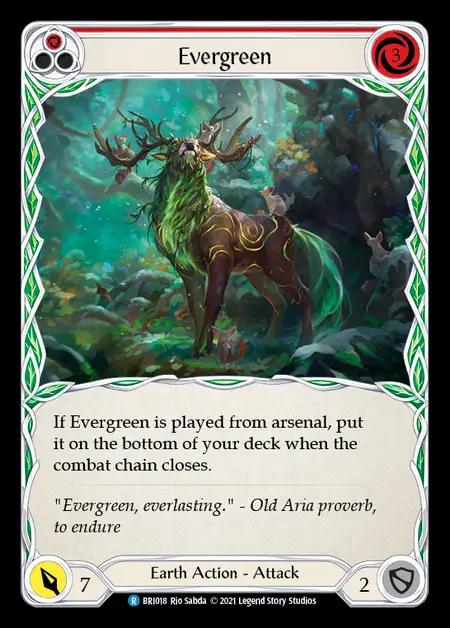 Evergreen
3
If Evergreen is played from arsenal, put
it on the bottom of your deck when the
combat chain closes.
"Evergreen, everlasting." - Old Aria proverb,
to endure
7
Earth Action - Attack
2
R BRI018 Rio Sabda © 2021 Legend Story Studios